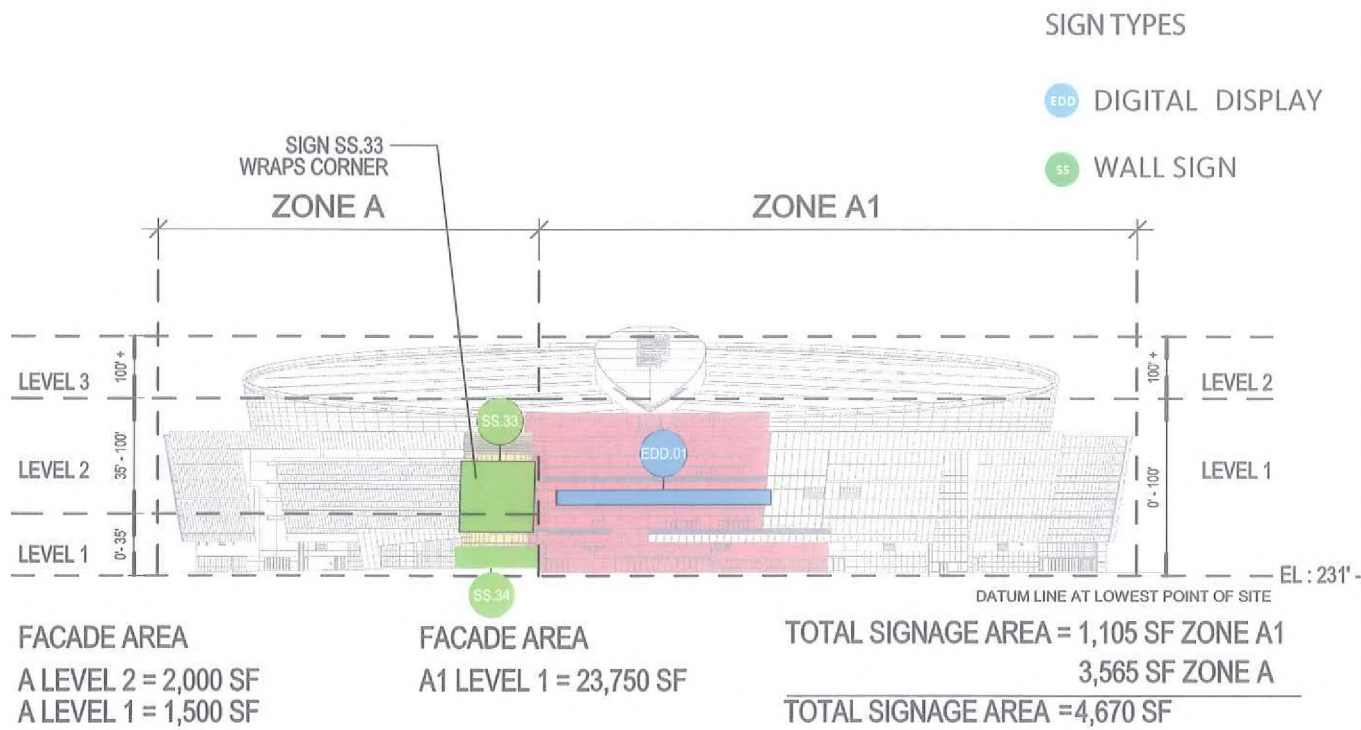 SIGN TYPES
EDD DIGITAL DISPLAY
SS WALL SIGN
SIGN SS.33
WRAPS CORNER
ZONE A
ZONE A1
LEVEL 3
100' +
100' +
LEVEL 2
SS.33
EDD.01
LEVEL 2
35' - 100'
0' - 100'
LEVEL 1
LEVEL 1
0'- 35'
SS.34
EL : 231'
DATUM LINE AT LOWEST POINT OF SITE
FACADE AREA
A LEVEL 2 = 2,000 SF
A LEVEL 1 = 1,500 SF
FACADE AREA
A1 LEVEL 1 = 23,750 SF
TOTAL SIGNAGE AREA = 1,105 SF ZONE A1
3,565 SF ZONE A
TOTAL SIGNAGE AREA =4,670 SF